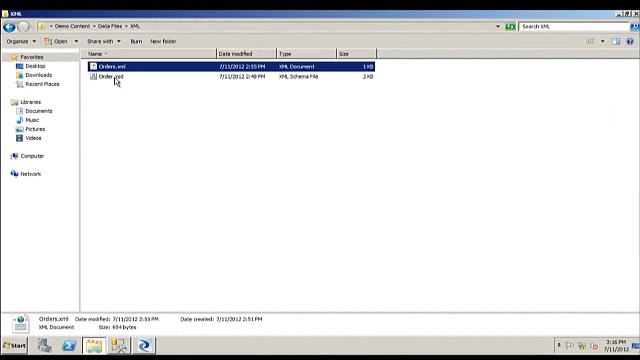 XML
Demo Content ▸ Data Files ▸ XML
Search XML
Organize Open Share with Burn New folder
Favorites
Desktop
Downloads
Recent Places
Libraries
Documents
Music
Pictures
Videos
Computer
Network
Name Date modified Type Size
Orders.xml 7/11/2012 2:55 PM XML Document 1 KB
Order.xsd 7/11/2012 2:48 PM XML Schema File 2 KB
Orders.xml Date modified: 7/11/2012 2:55 PM Date created: 7/11/2012 2:51 PM
XML Document Size: 694 bytes
Start
3:16 PM
7/11/2012